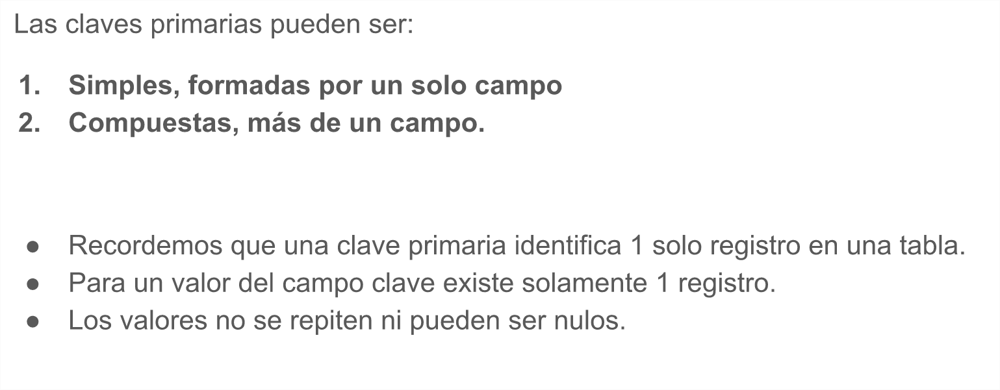 Las claves primarias pueden ser:
1. Simples, formadas por un solo campo
2. Compuestas, más de un campo.
● Recordemos que una clave primaria identifica 1 solo registro en una tabla.
● Para un valor del campo clave existe solamente 1 registro.
● Los valores no se repiten ni pueden ser nulos.